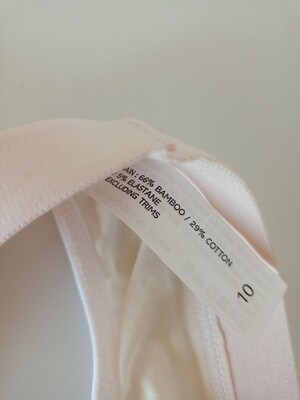 AIN : 66% BAMBOO / 29% COTTON
/ 5% ELASTANE
EXCLUDING TRIMS
10